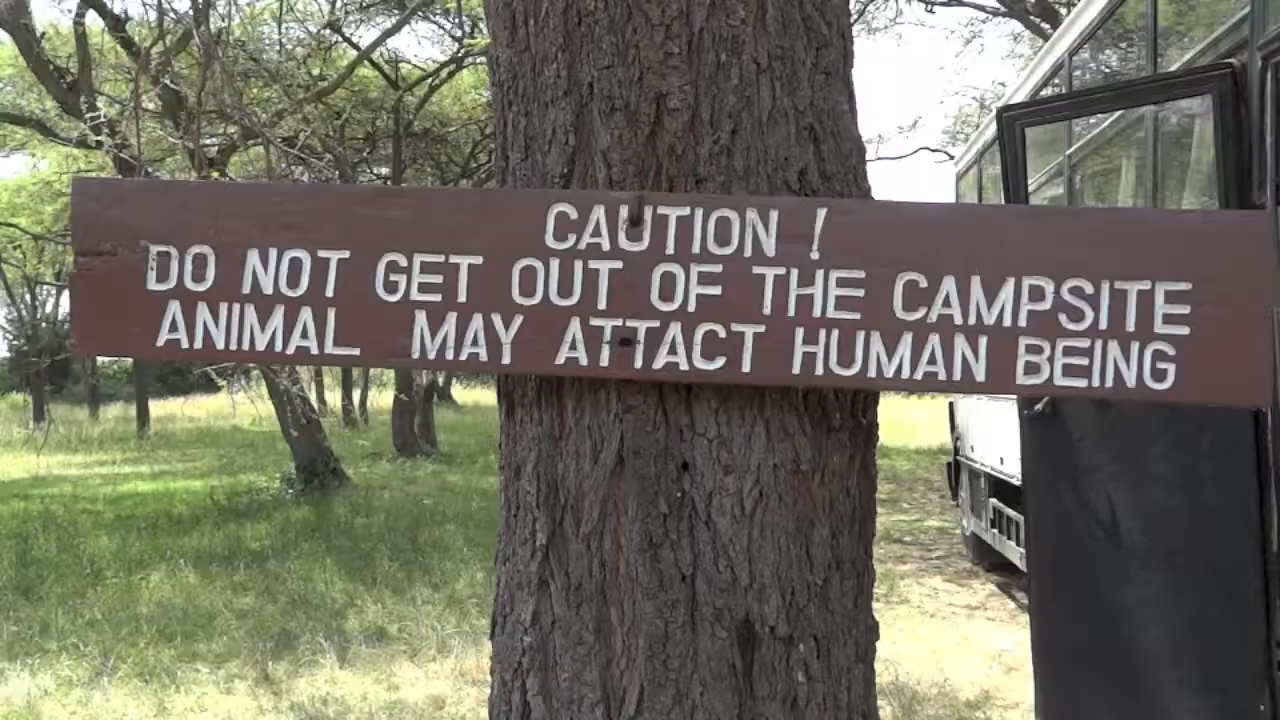 CAUTION !
DO NOT GET OUT OF THE CAMPSITE
ANIMAL MAY ATTACT HUMAN BEING